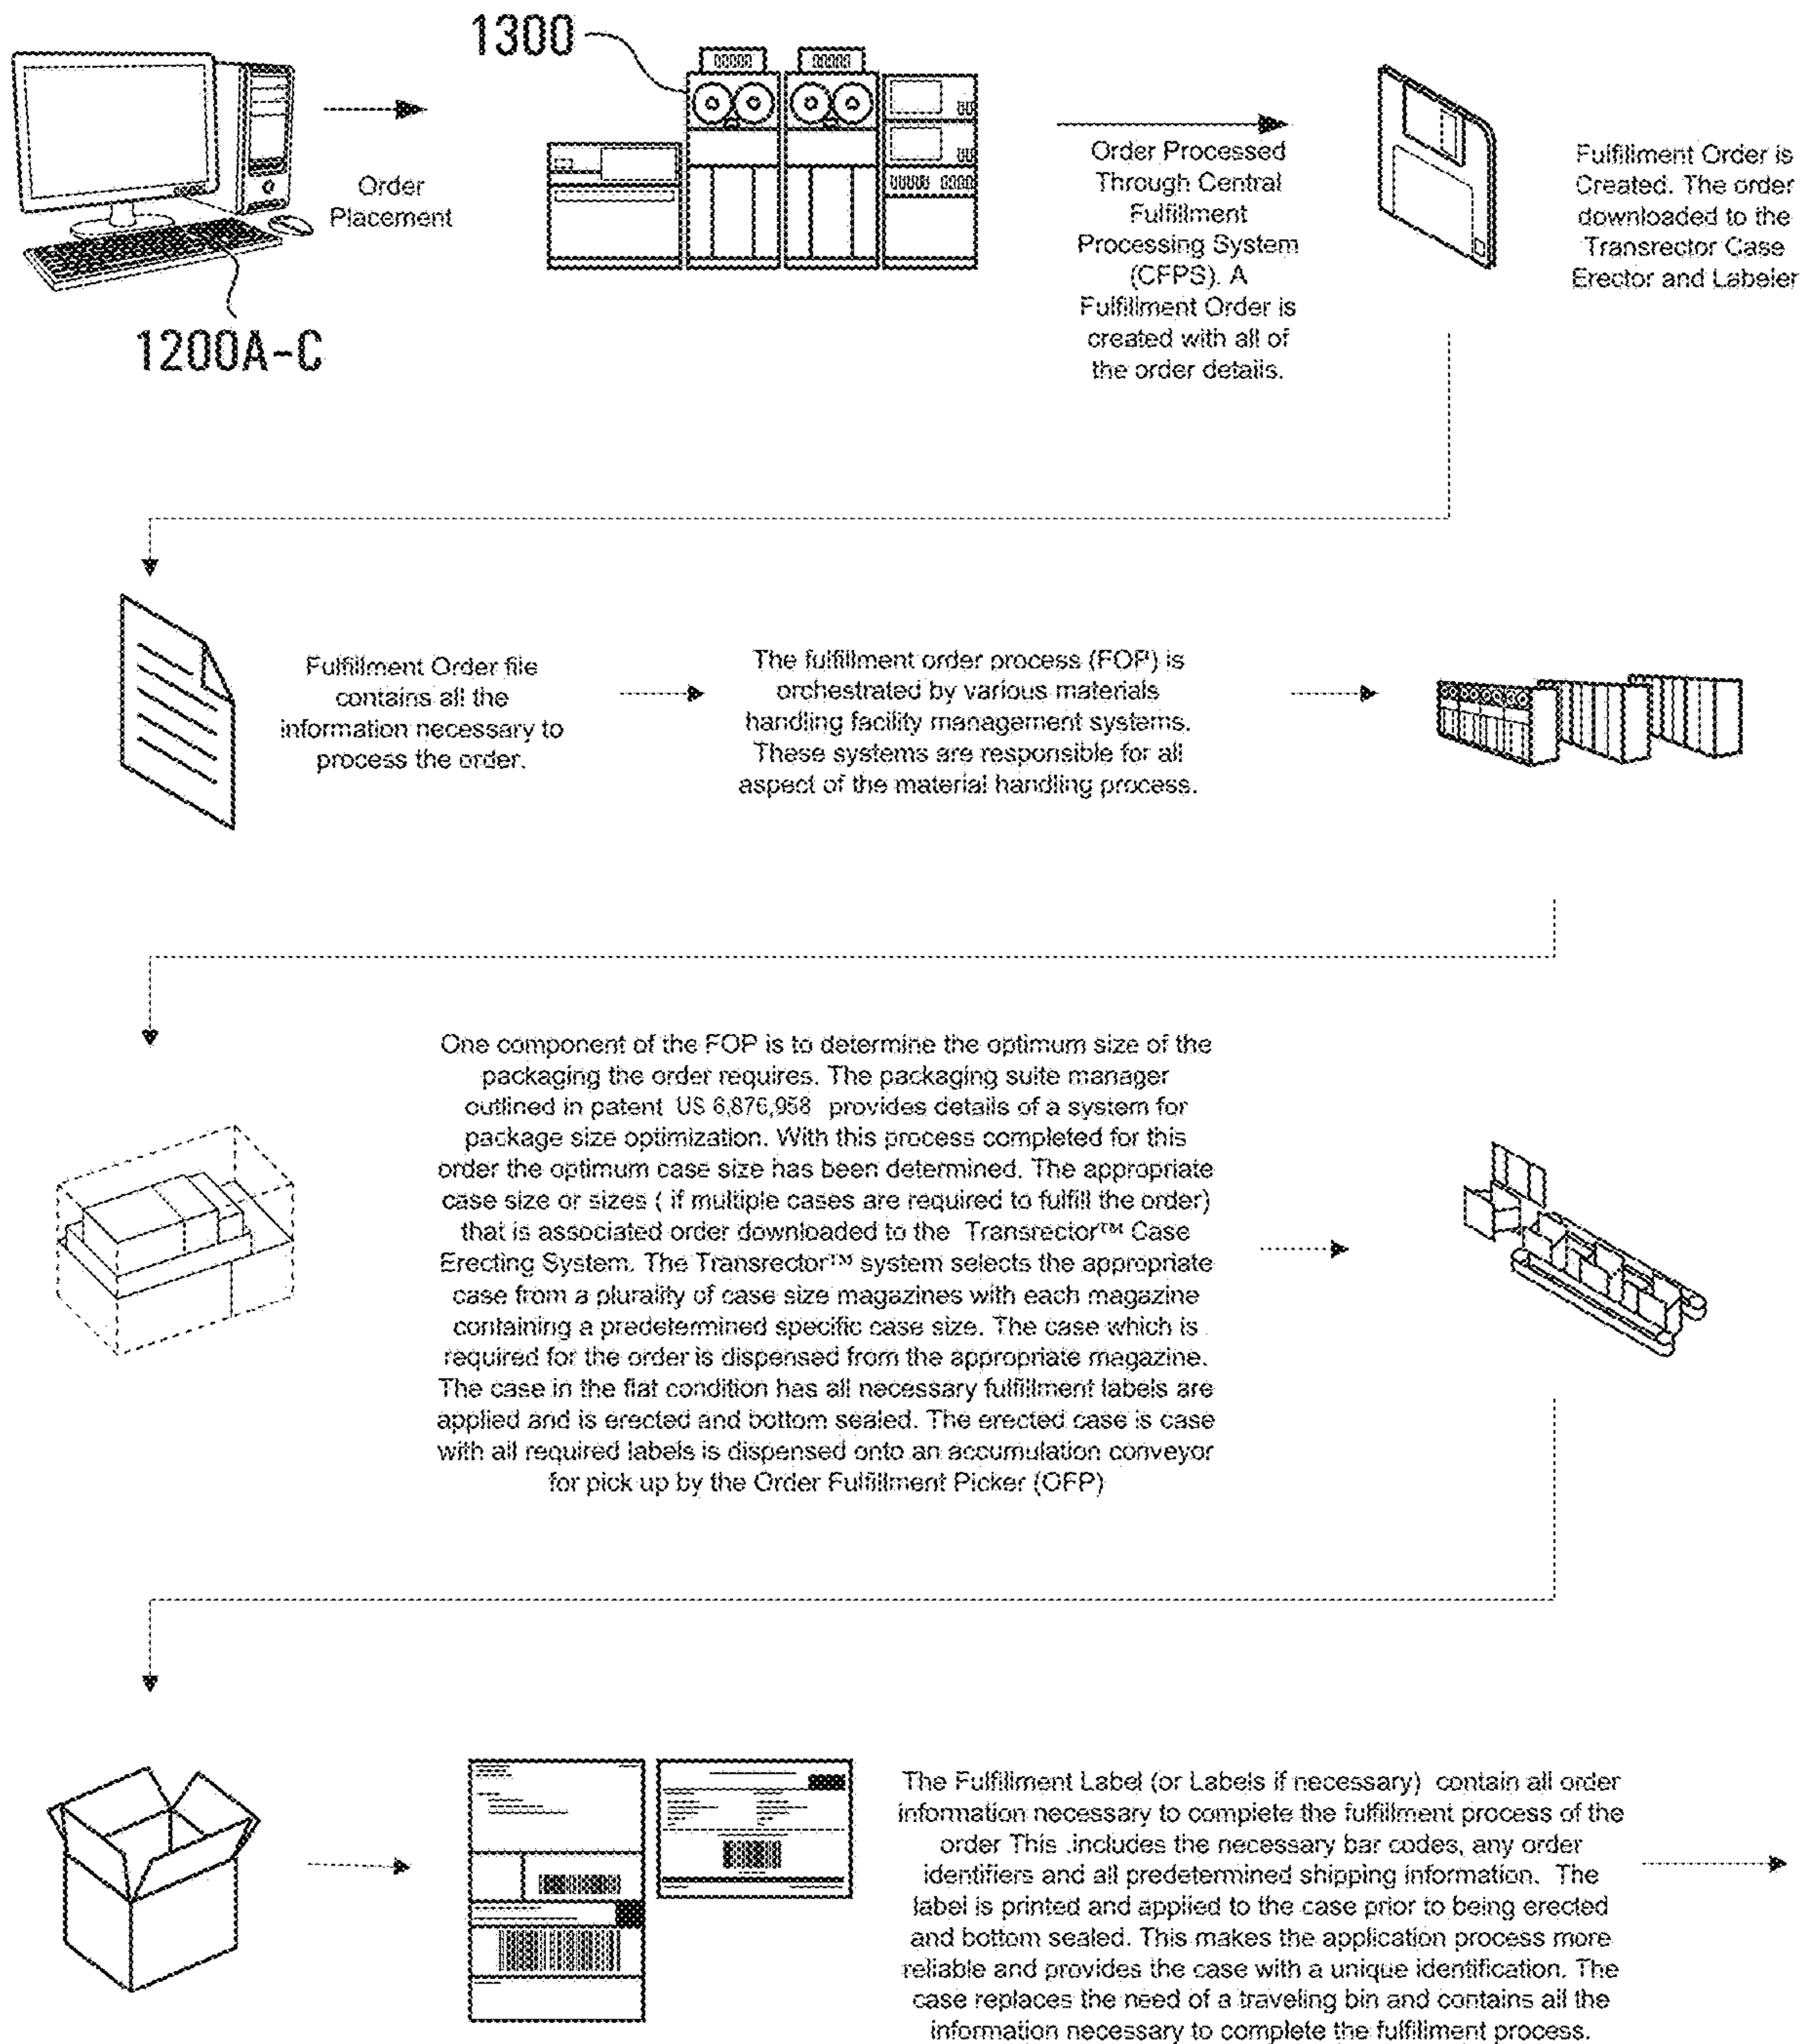 1300
Order
Placement
1200A-C
Order Processed
Through Central
Fulfillment
Processing System
(CFPS). A
Fulfillment Order is
created with all of
the order details.
Fulfillment Order is
Created. The order
downloaded to the
Transrector Case
Erector and Labeler
Fulfillment Order file
contains all the
information necessary to
process the order.
The fulfillment order process (FOP) is
orchestrated by various materials
handling facility management systems.
These systems are responsible for all
aspect of the material handling process.
One component of the FOP is to determine the optimum size of the
packaging the order requires. The packaging suite manager
outlined in patent US 6,876,958 provides details of a system for
package size optimization. With this process completed for this
order the optimum case size has been determined. The appropriate
case size or sizes ( if multiple cases are required to fulfill the order)
that is associated order downloaded to the Transrector™ Case
Erecting System. The Transrector™ system selects the appropriate
case from a plurality of case size magazines with each magazine
containing a predetermined specific case size. The case which is
required for the order is dispensed from the appropriate magazine.
The case in the flat condition has all necessary fulfillment labels are
applied and is erected and bottom sealed. The erected case is case
with all required labels is dispensed onto an accumulation conveyor
for pick up by the Order Fulfillment Picker (OFP)
The Fulfillment Label (or Labels if necessary) contain all order
information necessary to complete the fulfillment process of the
order This .includes the necessary bar codes, any order
identifiers and all predetermined shipping information. The
label is printed and applied to the case prior to being erected
and bottom sealed. This makes the application process more
reliable and provides the case with a unique identification. The
case replaces the need of a traveling bin and contains all the
information necessary to complete the fulfillment process.